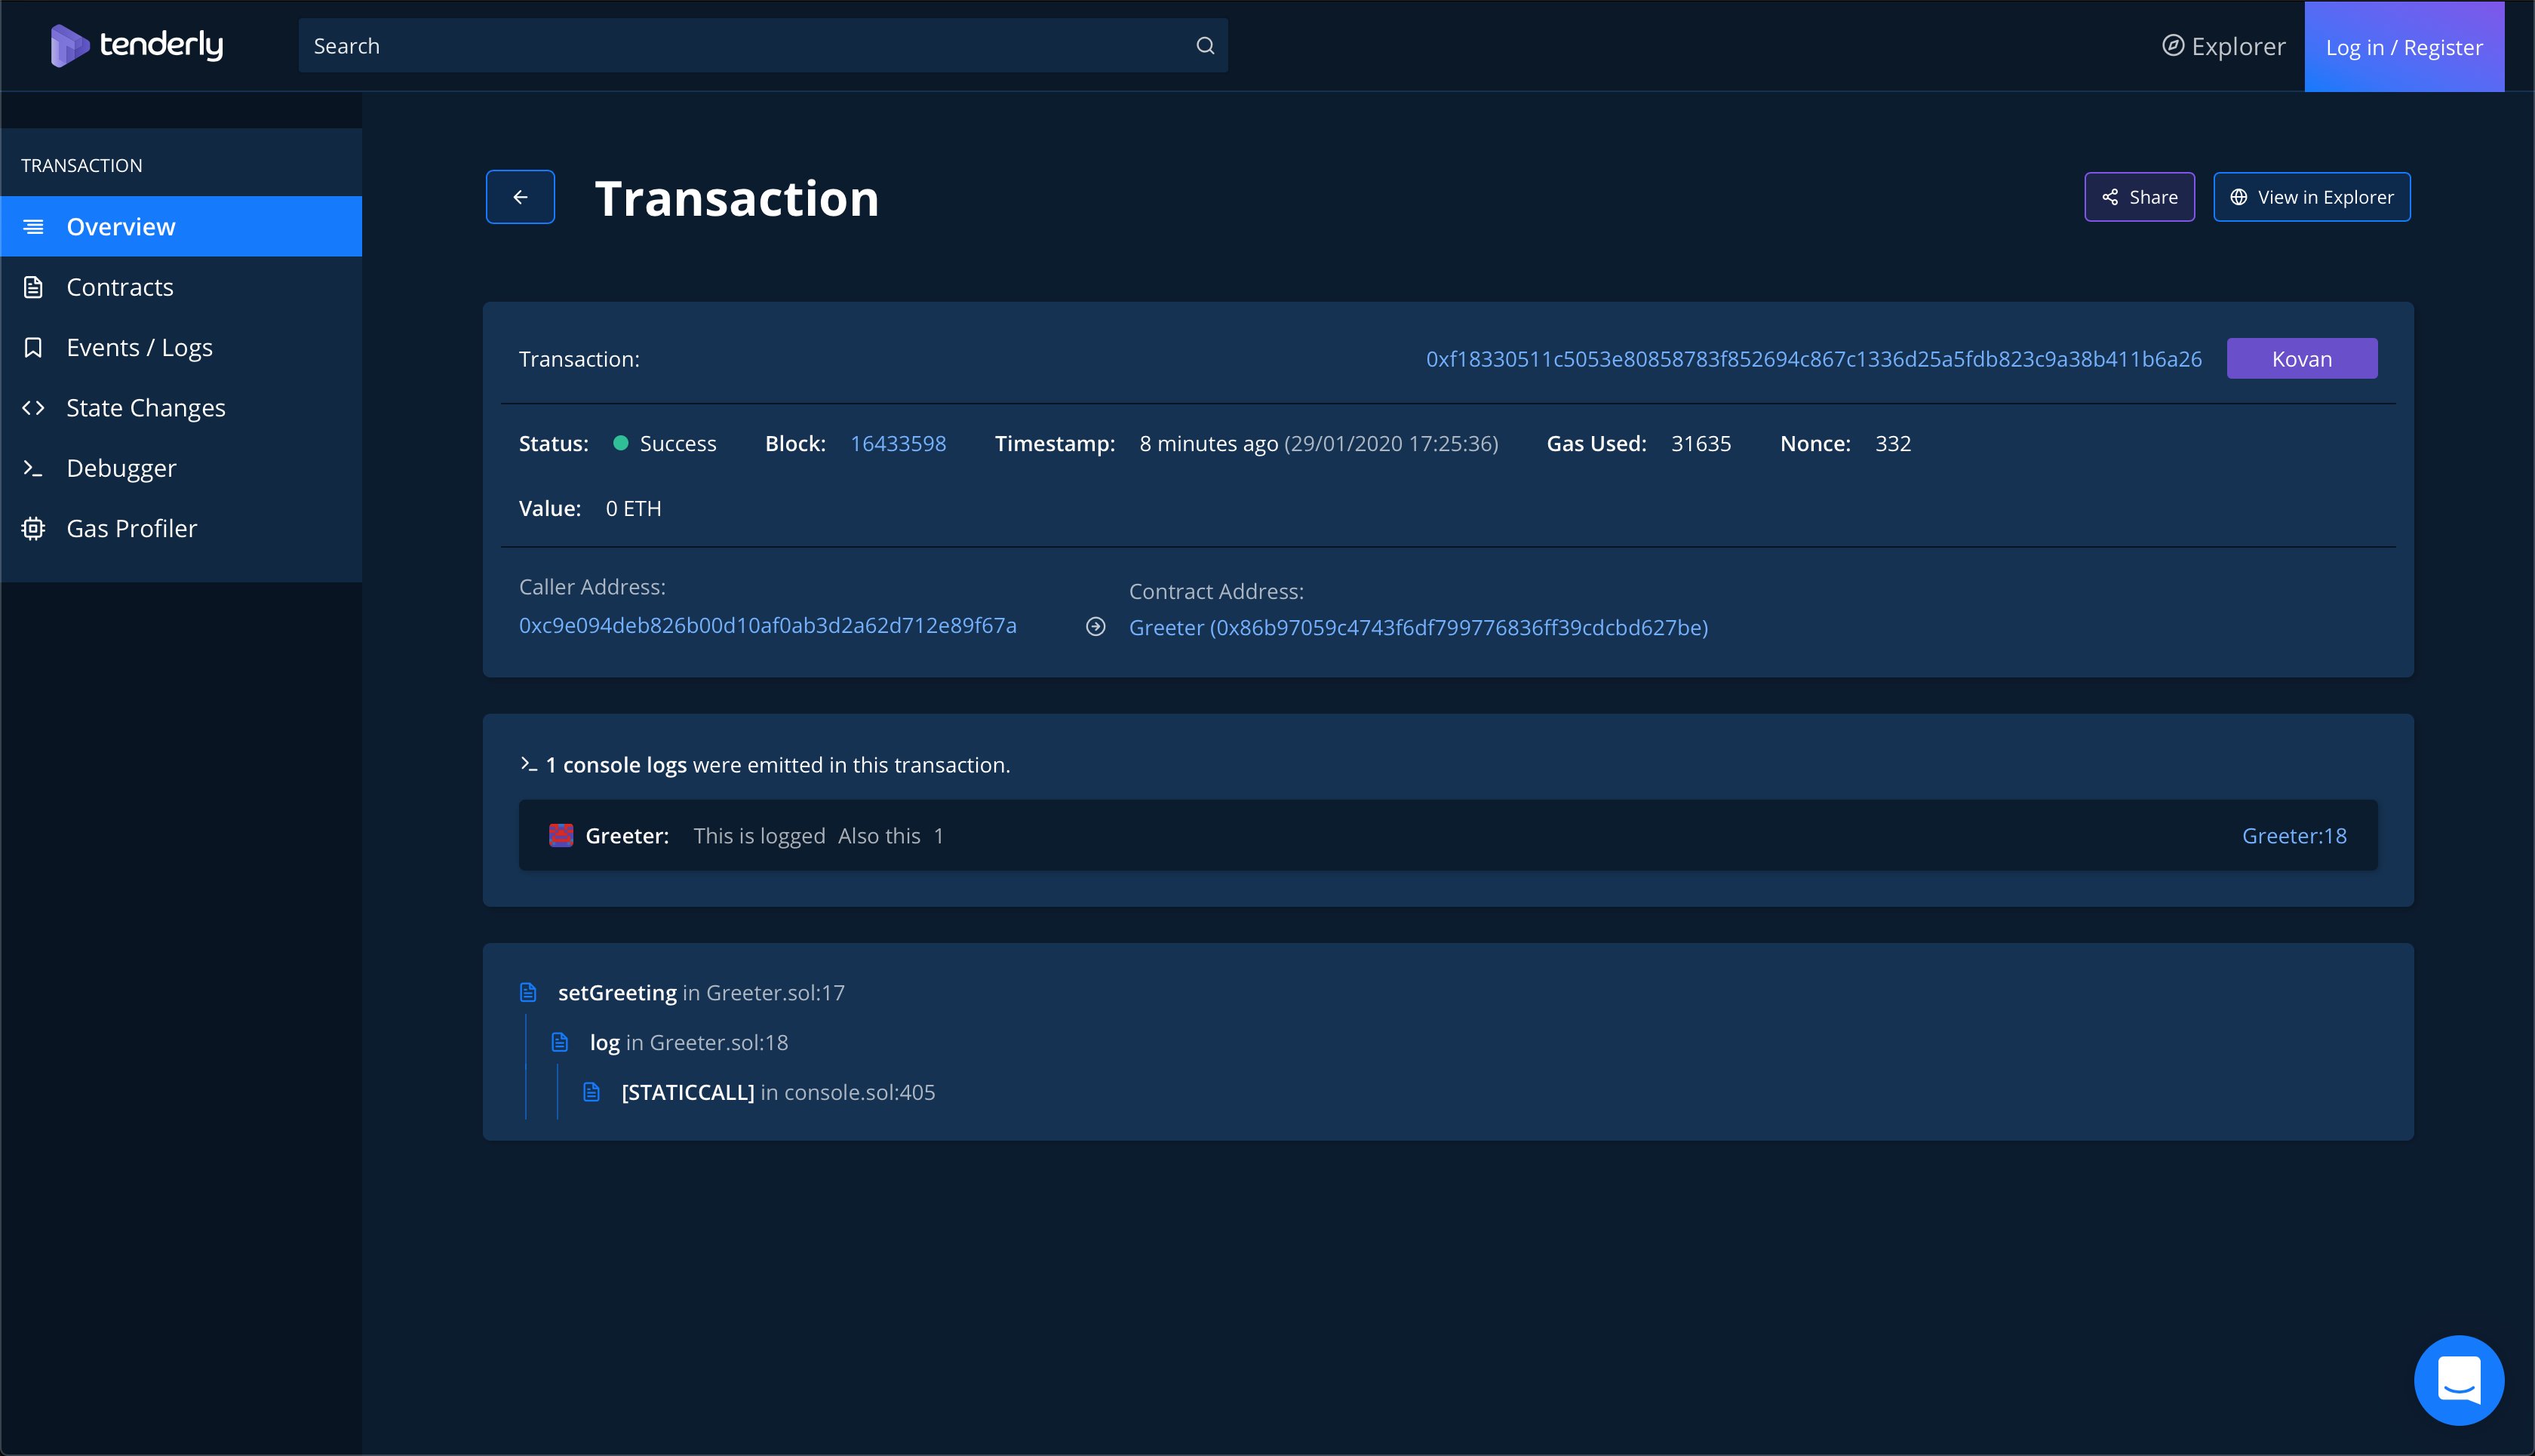 tenderly
Search
Explorer
Log in / Register
TRANSACTION
Overview
Contracts
Events / Logs
State Changes
Debugger
Gas Profiler
Transaction
Share
View in Explorer
Transaction: 0xf18330511c5053e80858783f852694c867c1336d25a5fdb823c9a38b411b6a26 Kovan
Status: Success Block: 16433598 Timestamp: 8 minutes ago (29/01/2020 17:25:36) Gas Used: 31635 Nonce: 332
Value: 0 ETH
Caller Address:
0xc9e094deb826b00d10af0ab3d2a62d712e89f67a
Contract Address:
Greeter (0x86b97059c4743f6df799776836ff39cdcbd627be)
1 console logs were emitted in this transaction.
Greeter: This is logged Also this 1 Greeter:18
setGreeting in Greeter.sol:17
log in Greeter.sol:18
[STATICCALL] in console.sol:405